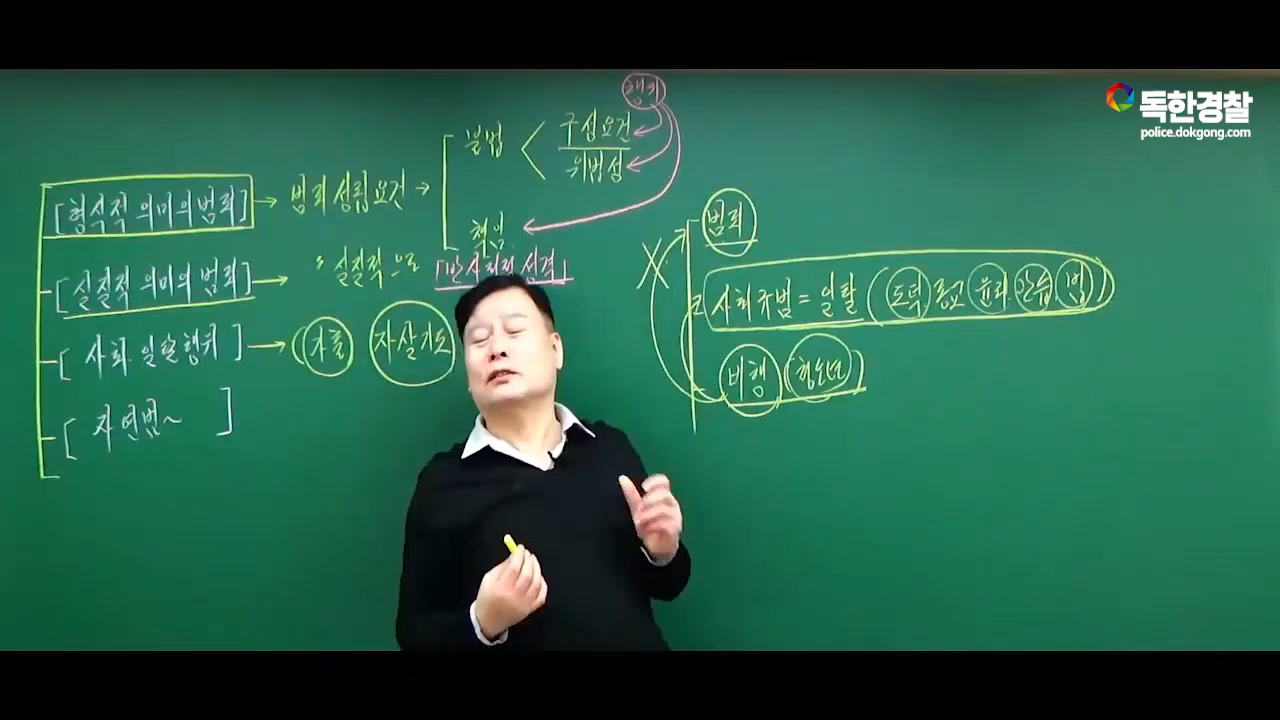 독한경찰
police.dokgong.com
행위
불법 < 구성요건
위법성
책임
[형식적 의미의 범죄] → 범죄성립요건 →
[실질적 의미의 범죄] → 실질적으로 「반사회적 성격」
[사회 일탈행위] → (가출 자살기도
[자연범~ ]
범죄
사회규범 = 일탈 (도덕 종교 윤리 관습 법)
비행 (청소년)
X